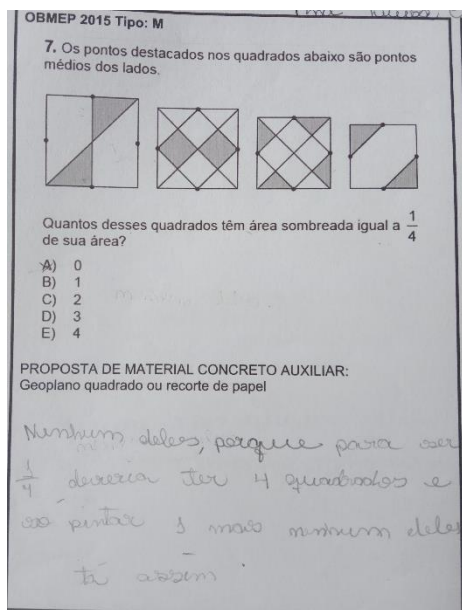 OBMEP 2015 Tipo: M
7. Os pontos destacados nos quadrados abaixo são pontos
médios dos lados.
Quantos desses quadrados têm área sombreada igual a 1/4
de sua área?
A) 0
B) 1
C) 2
D) 3
E) 4
PROPOSTA DE MATERIAL CONCRETO AUXILIAR:
Geoplano quadrado ou recorte de papel
Nenhum deles, porque para ser
1/4 deveria ter 4 quadrados e
só pintar 1 mais nenhum deles
tá assim